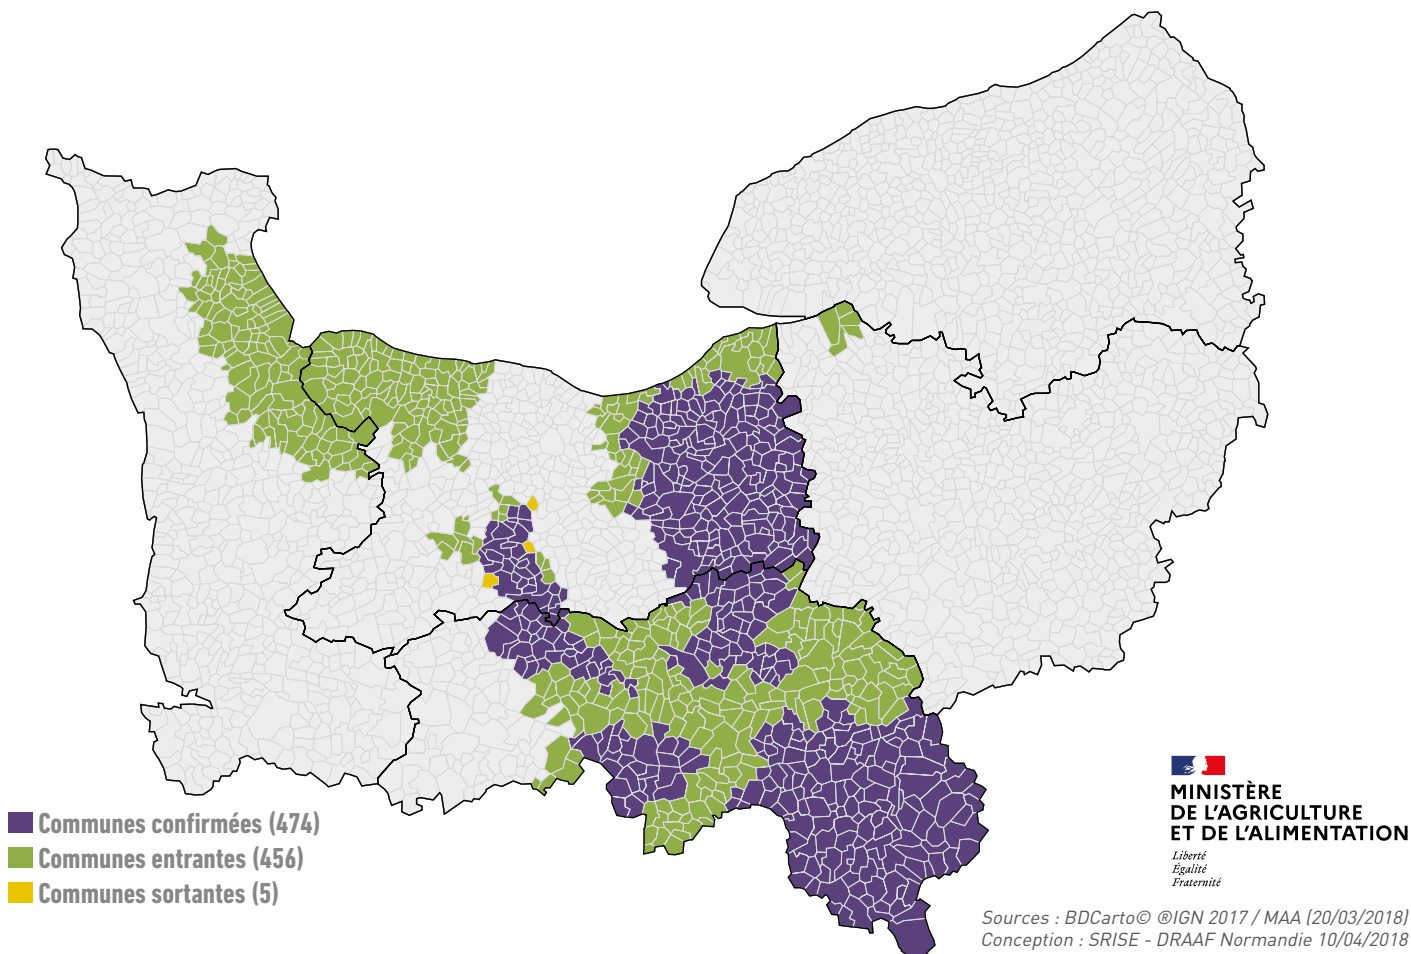 Communes confirmées (474)
Communes entrantes (456)
Communes sortantes (5)
MINISTÈRE
DE L'AGRICULTURE
ET DE L'ALIMENTATION
Liberté
Égalité
Fraternité
Sources : BDCarto© ®IGN 2017 / MAA (20/03/2018)
Conception : SRISE - DRAAF Normandie 10/04/2018